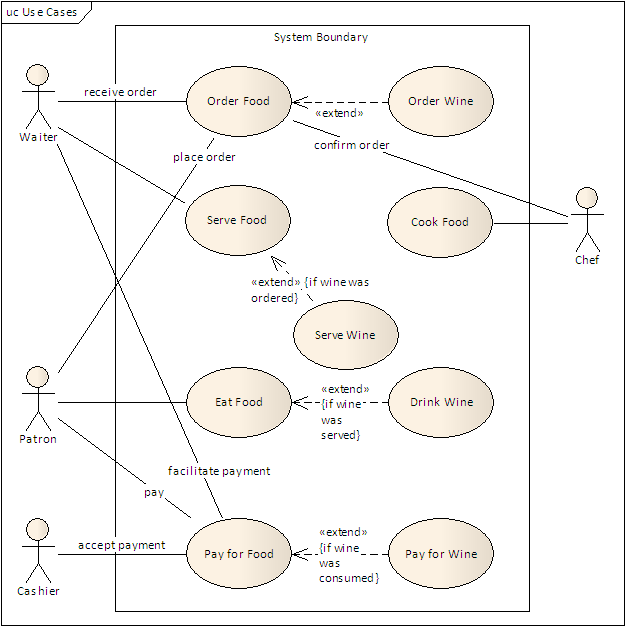 uc Use Cases
System Boundary
receive order
Order Food
Order Wine
«extend»
Waiter
confirm order
place order
Serve Food
Cook Food
Chef
«extend» {if wine was
ordered}
Serve Wine
«extend»
Eat Food
{if wine
was
served}
Drink Wine
Patron
facilitate payment
pay
«extend»
accept payment
Pay for Food
{if wine
was
consumed}
Pay for Wine
Cashier